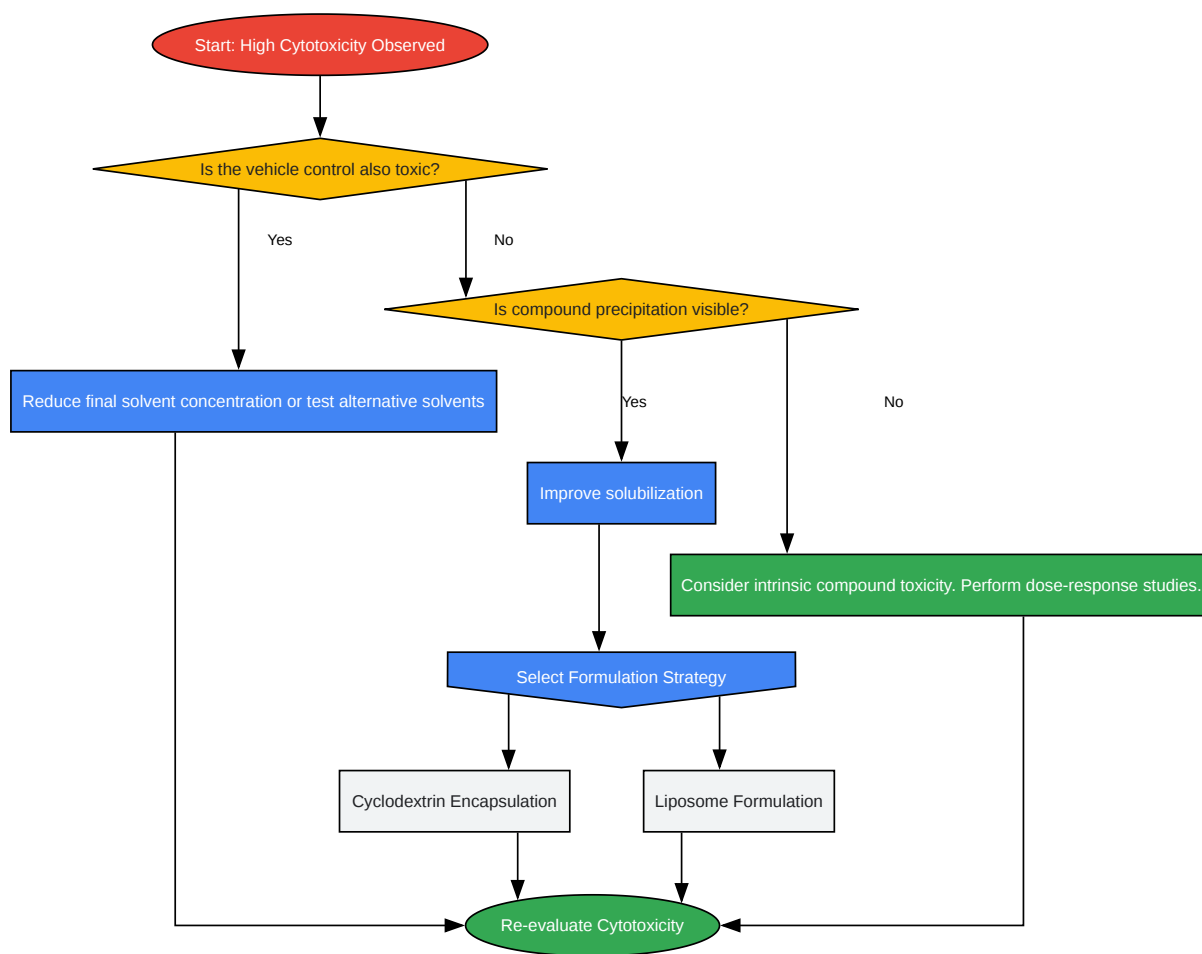 Start: High Cytotoxicity Observed
Is the vehicle control also toxic?
Yes
No
Is compound precipitation visible?
Reduce final solvent concentration or test alternative solvents
Yes
No
Improve solubilization
Consider intrinsic compound toxicity. Perform dose-response studies.
Select Formulation Strategy
Cyclodextrin Encapsulation
Liposome Formulation
Re-evaluate Cytotoxicity